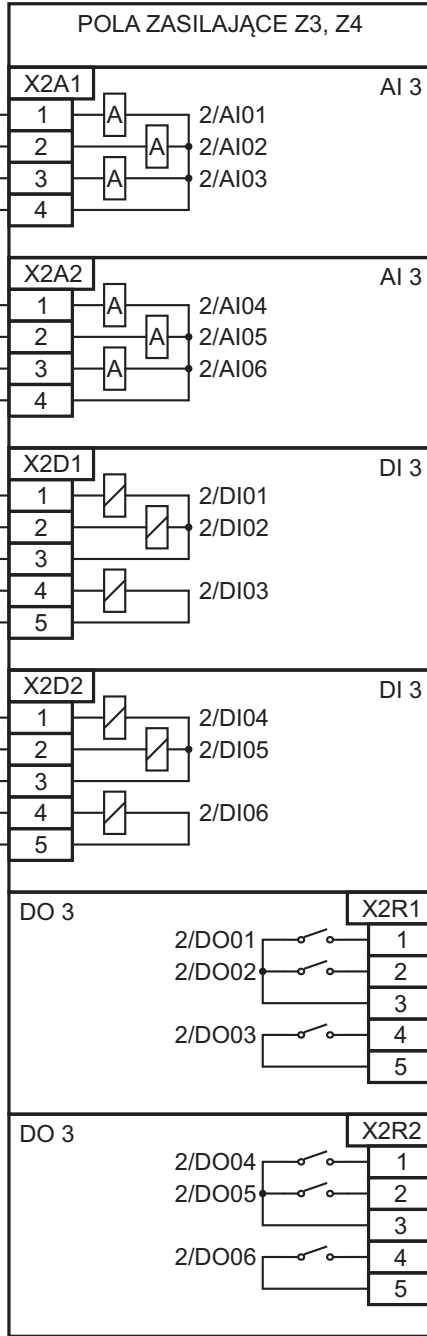 POLA ZASILAJĄCE Z3, Z4
X2A1 AI 3
1 A 2/AI01
2 A 2/AI02
3 A 2/AI03
4
X2A2 AI 3
1 A 2/AI04
2 A 2/AI05
3 A 2/AI06
4
X2D1 DI 3
1 2/DI01
2 2/DI02
3
4 2/DI03
5
X2D2 DI 3
1 2/DI04
2 2/DI05
3
4 2/DI06
5
DO 3 X2R1
2/DO01 1
2/DO02 2
3
2/DO03 4
5
DO 3 X2R2
2/DO04 1
2/DO05 2
3
2/DO06 4
5